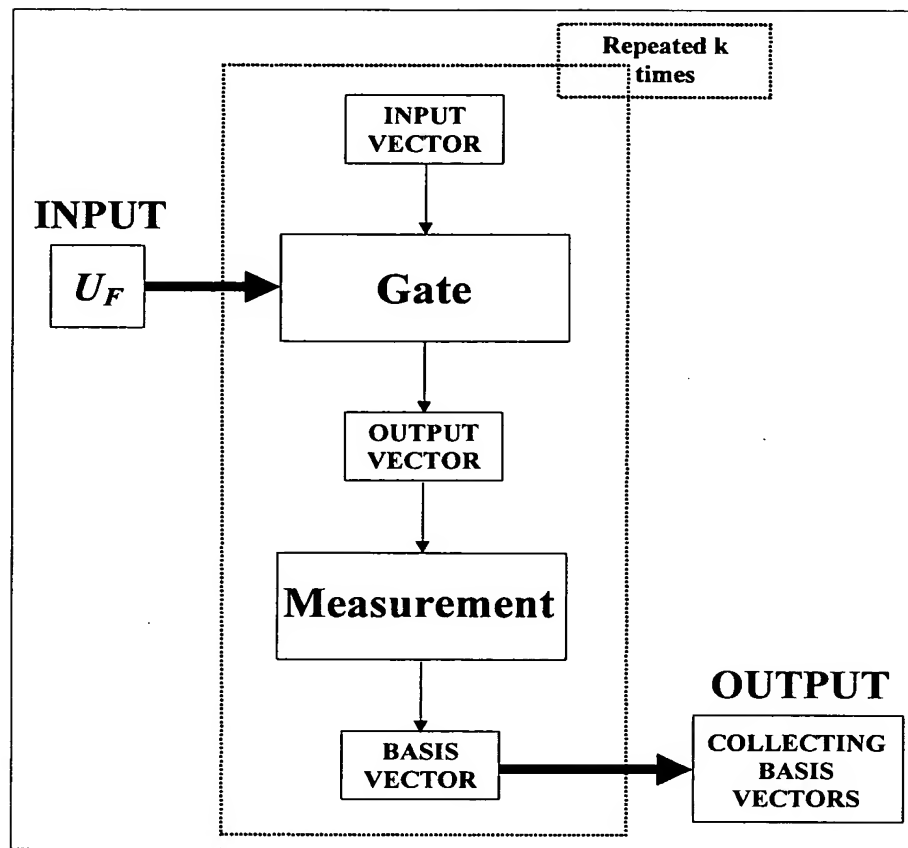 Repeated k
times
INPUT
VECTOR
INPUT
U_F
Gate
OUTPUT
VECTOR
Measurement
OUTPUT
BASIS
VECTOR
COLLECTING
BASIS
VECTORS